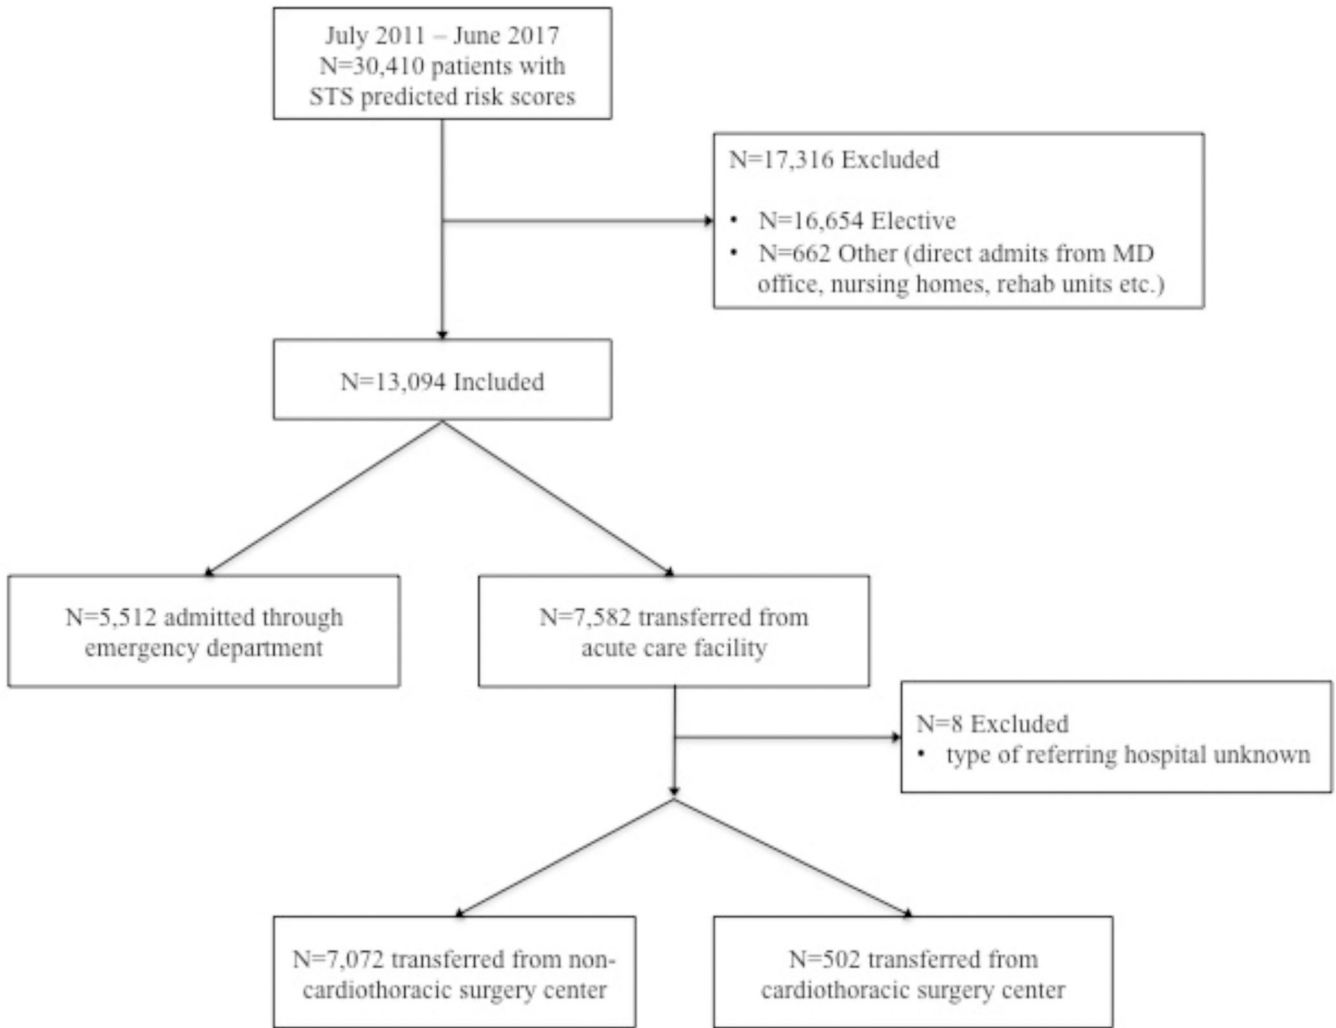 July 2011 – June 2017
N=30,410 patients with
STS predicted risk scores
N=17,316 Excluded
• N=16,654 Elective
• N=662 Other (direct admits from MD
office, nursing homes, rehab units etc.)
N=13,094 Included
N=5,512 admitted through
emergency department
N=7,582 transferred from
acute care facility
N=8 Excluded
• type of referring hospital unknown
N=7,072 transferred from non-
cardiothoracic surgery center
N=502 transferred from
cardiothoracic surgery center